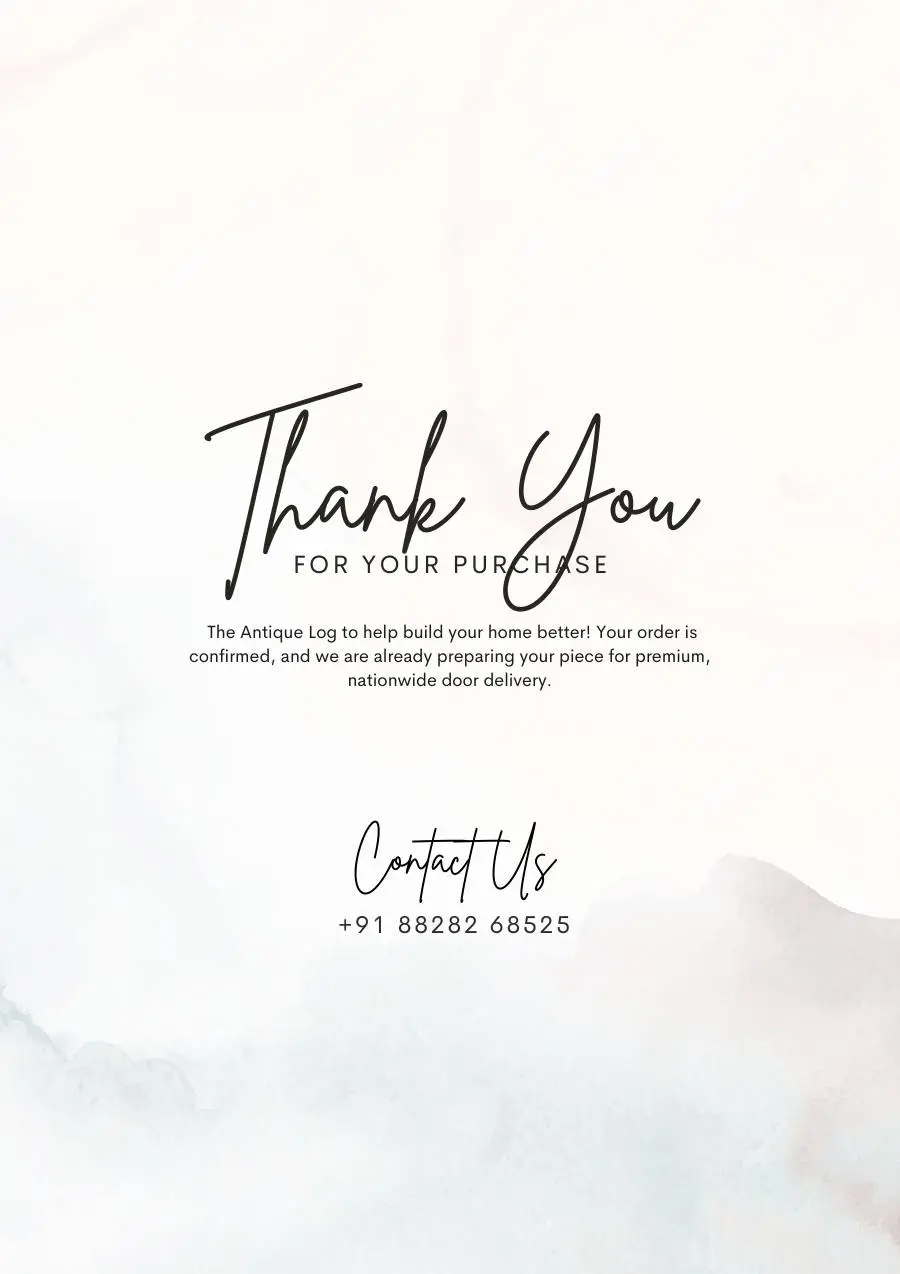 Thank You
FOR YOUR PURCHASE
The Antique Log to help build your home better! Your order is
confirmed, and we are already preparing your piece for premium,
nationwide door delivery.
Contact Us
+91 88282 68525